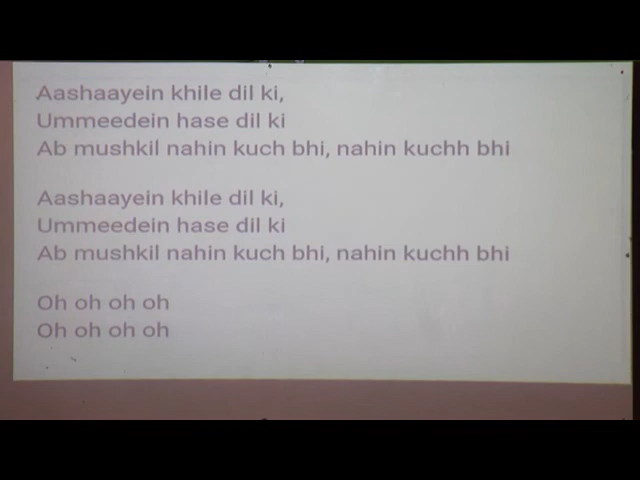 Aashaayein khile dil ki,
Ummeedein hase dil ki
Ab mushkil nahin kuch bhi, nahin kuchh bhi
Aashaayein khile dil ki,
Ummeedein hase dil ki
Ab mushkil nahin kuch bhi, nahin kuchh bhi
Oh oh oh oh
Oh oh oh oh